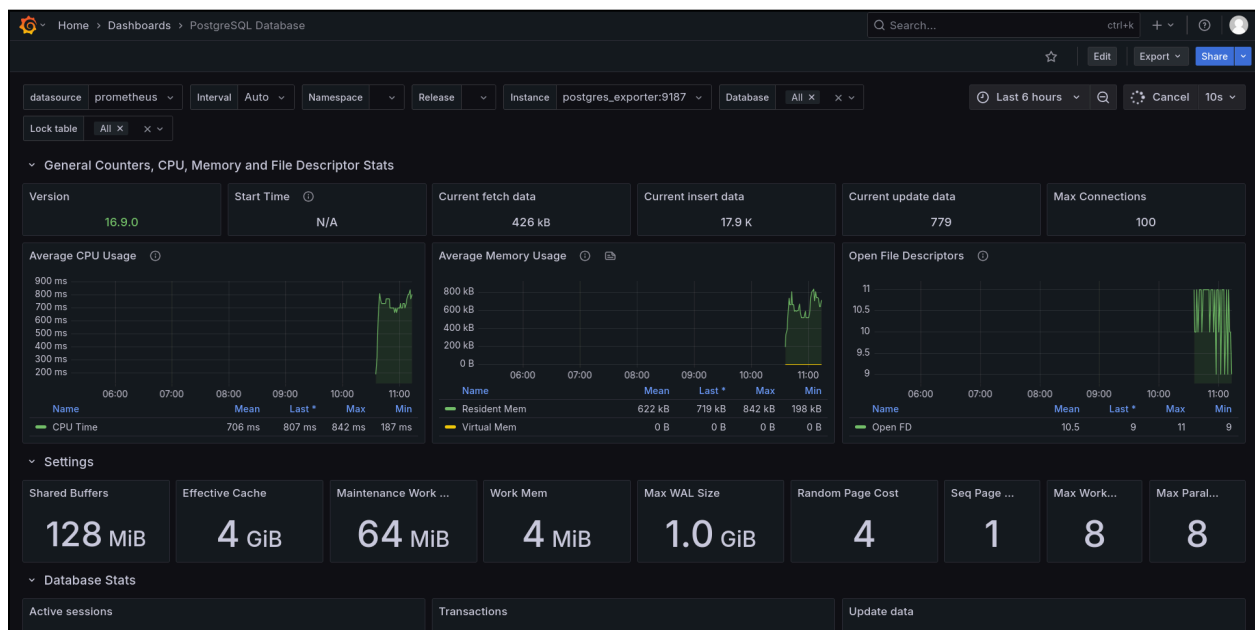 Home > Dashboards > PostgreSQL Database
Search... ctrl+k
Edit Export Share
datasource prometheus Interval Auto Namespace Release Instance postgres_exporter:9187 Database All × Last 6 hours Cancel 10s
Lock table All ×
General Counters, CPU, Memory and File Descriptor Stats
Version
16.9.0
Start Time
N/A
Current fetch data
426 kB
Current insert data
17.9 K
Current update data
779
Max Connections
100
Average CPU Usage
900 ms
800 ms
700 ms
600 ms
500 ms
400 ms
300 ms
200 ms
06:00 07:00 08:00 09:00 10:00 11:00
Name Mean Last * Max Min
CPU Time 706 ms 807 ms 842 ms 187 ms
Average Memory Usage
800 kB
600 kB
400 kB
200 kB
0 B
06:00 07:00 08:00 09:00 10:00 11:00
Name Mean Last * Max Min
Resident Mem 622 kB 719 kB 842 kB 198 kB
Virtual Mem 0 B 0 B 0 B 0 B
Open File Descriptors
11
10.5
10
9.5
9
06:00 07:00 08:00 09:00 10:00 11:00
Name Mean Last * Max Min
Open FD 10.5 9 11 9
Settings
Shared Buffers
128 MiB
Effective Cache
4 GiB
Maintenance Work ...
64 MiB
Work Mem
4 MiB
Max WAL Size
1.0 GiB
Random Page Cost
4
Seq Page ...
1
Max Work...
8
Max Paral...
8
Database Stats
Active sessions
Transactions
Update data